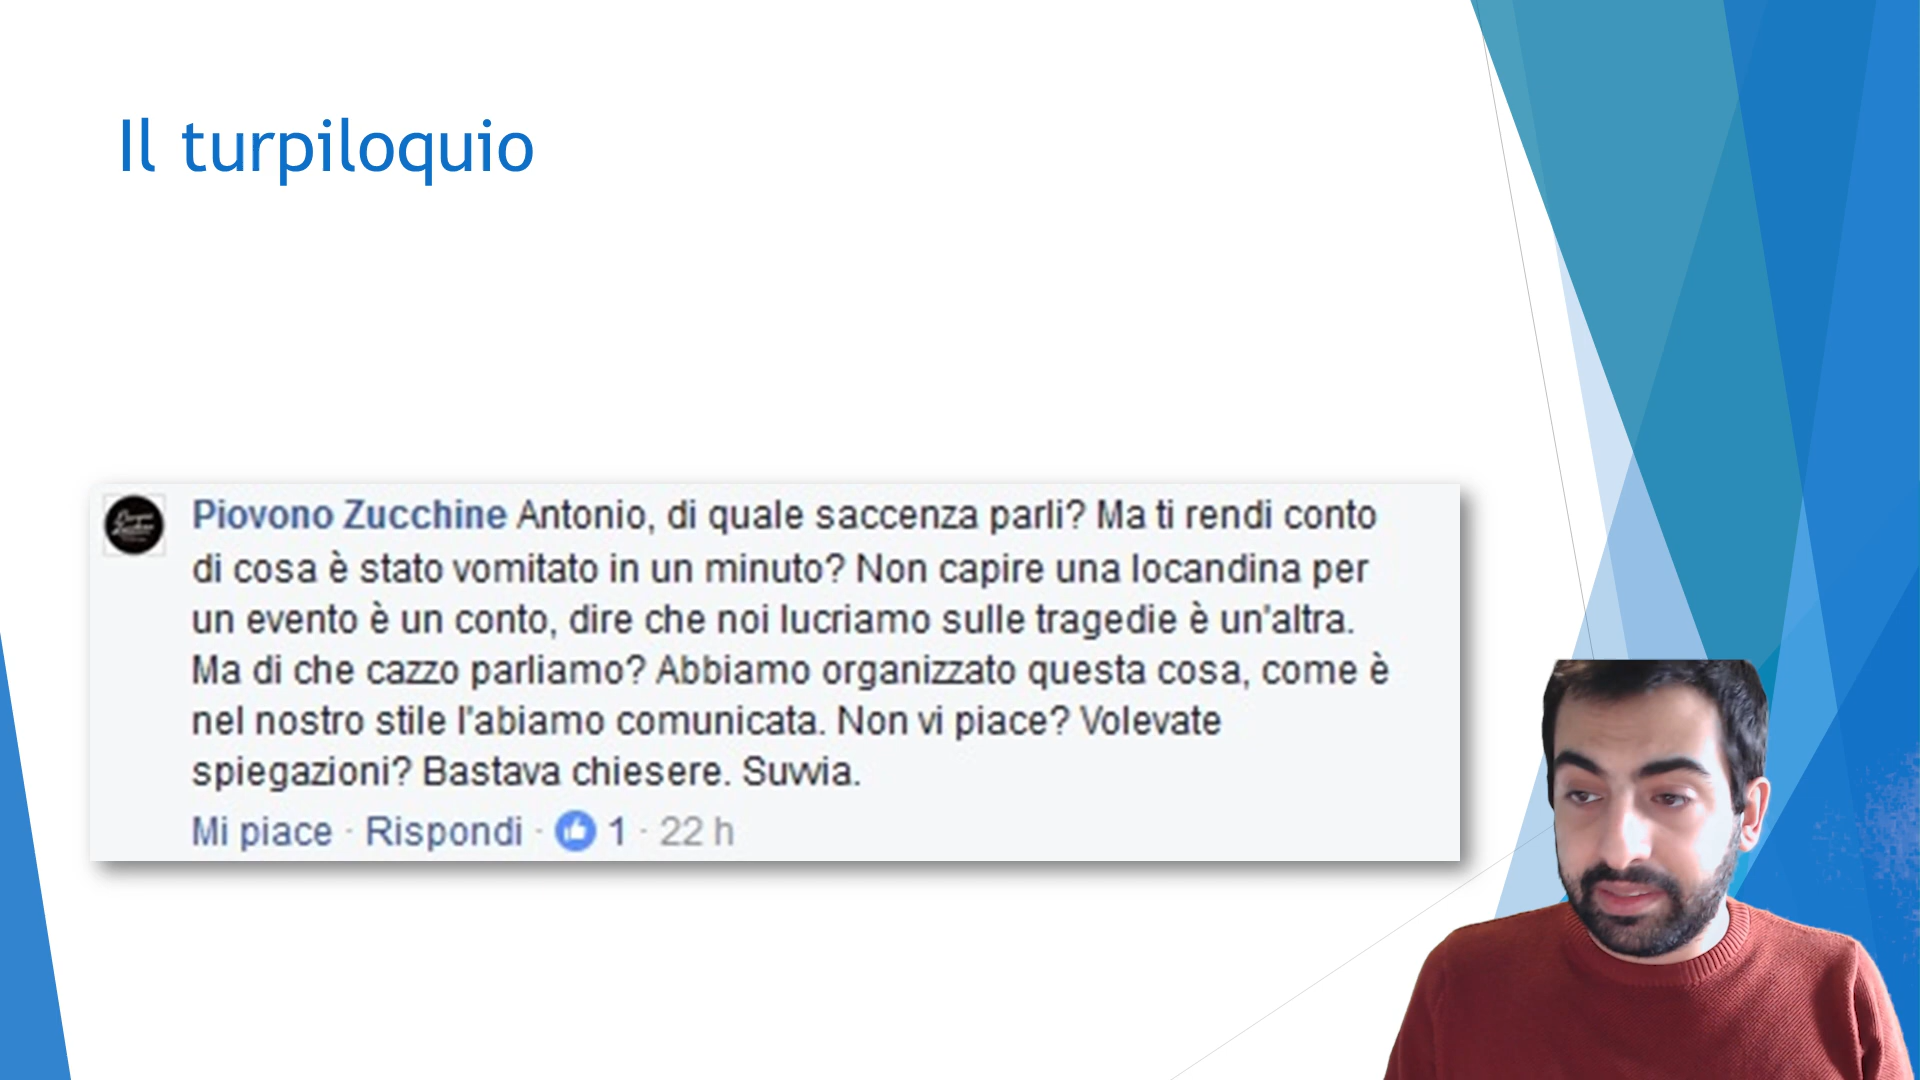 Il turpiloquio
Piovono Zucchine Antonio, di quale saccenza parli? Ma ti rendi conto
di cosa è stato vomitato in un minuto? Non capire una locandina per
un evento è un conto, dire che noi lucriamo sulle tragedie è un'altra.
Ma di che cazzo parliamo? Abbiamo organizzato questa cosa, come è
nel nostro stile l'abiamo comunicata. Non vi piace? Volevate
spiegazioni? Bastava chiesere. Suvvia.
Mi piace · Rispondi · 1 · 22 h